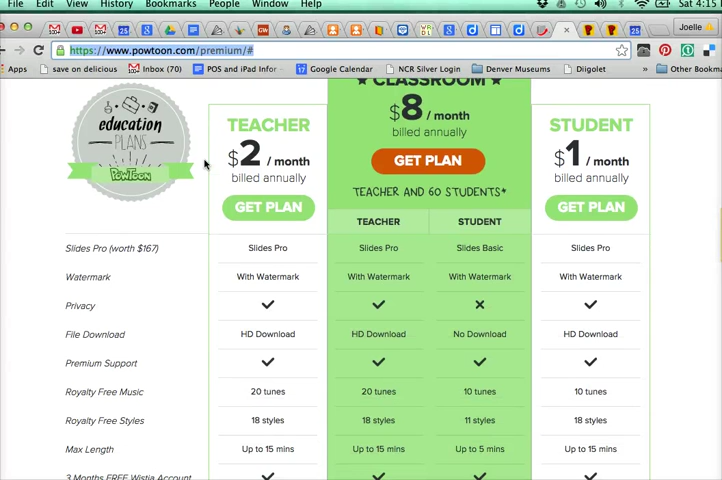 File Edit View History Bookmarks People Window Help
Sat 4:15
Joelle
https://www.powtoon.com/premium/#
Apps save on delicious Inbox (70) POS and iPad Infor Google Calendar NCR Silver Login Denver Museums Diigolet » Other Bookma
education
PLANS
POWTOON
TEACHER
$2 / month
billed annually
GET PLAN
★ CLASSROOM ★
$8 / month
billed annually
GET PLAN
TEACHER AND 60 STUDENTS*
TEACHER STUDENT
STUDENT
$1 / month
billed annually
GET PLAN
Slides Pro (worth $167) Slides Pro Slides Pro Slides Basic Slides Pro
Watermark With Watermark With Watermark With Watermark With Watermark
Privacy
File Download HD Download HD Download No Download HD Download
Premium Support
Royalty Free Music 20 tunes 20 tunes 10 tunes 10 tunes
Royalty Free Styles 18 styles 18 styles 11 styles 18 styles
Max Length Up to 15 mins Up to 15 mins Up to 5 mins Up to 15 mins
3 Months FREE Wistia Account